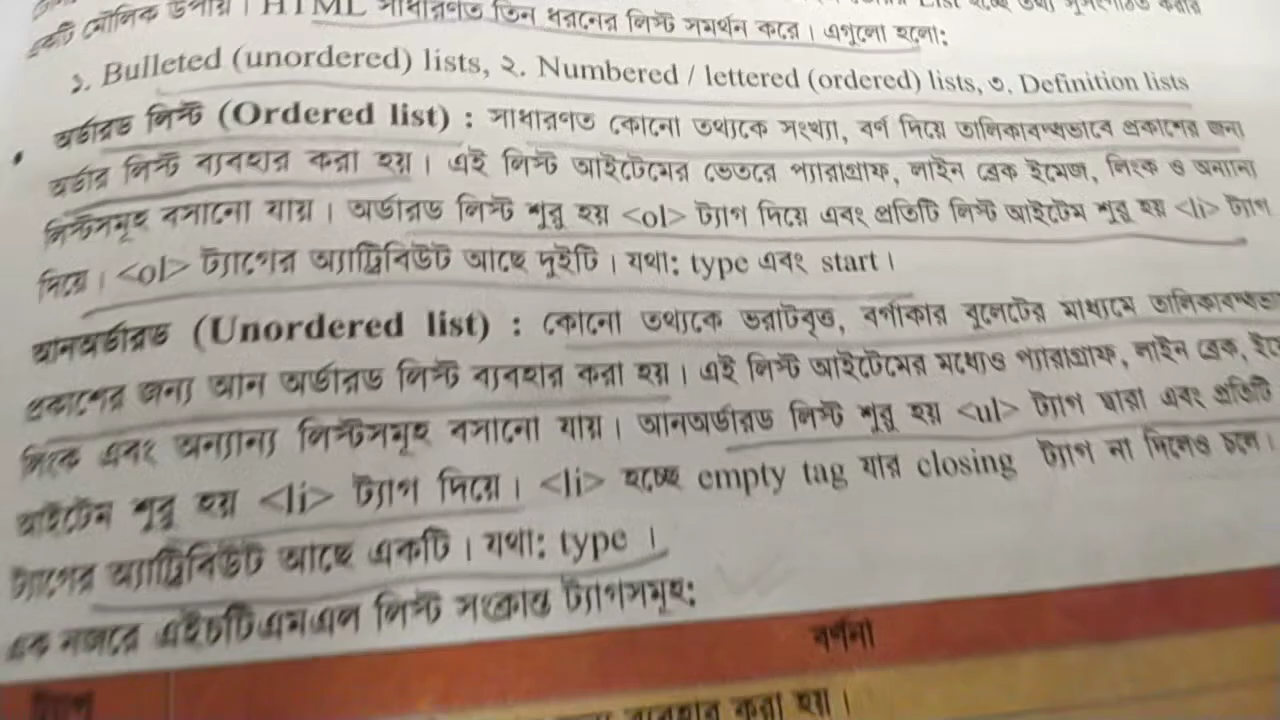 একটি মৌলিক উপায়। HTML সাধারণত তিন ধরনের লিস্ট সমর্থন করে। এগুলো হলো:
১. Bulleted (unordered) lists, ২. Numbered / lettered (ordered) lists, ৩. Definition lists
অর্ডারড লিস্ট (Ordered list) : সাধারণত কোনো তথ্যকে সংখ্যা, বর্ণ দিয়ে তালিকাবদ্ধভাবে প্রকাশের জন্য
অর্ডার লিস্ট ব্যবহার করা হয়। এই লিস্ট আইটেমের ভেতরে প্যারাগ্রাফ, লাইন ব্রেক ইমেজ, লিংক ও অন্যান্য
লিস্টসমূহ বসানো যায়। অর্ডারড লিস্ট শুরু হয় <ol> ট্যাগ দিয়ে এবং প্রতিটি লিস্ট আইটেম শুরু হয় <li> ট্যাগ
দিয়ে। <ol> ট্যাগের অ্যাট্রিবিউট আছে দুইটি। যথা: type এবং start।
আনঅর্ডারড (Unordered list) : কোনো তথ্যকে ভরাটবৃত্ত, বর্গাকার বুলেটের মাধ্যমে
প্রকাশের জন্য আন অর্ডারড লিস্ট ব্যবহার করা হয়। এই লিস্ট আইটেমের মধ্যেও প্যারাগ্রাফ, লাইন ব্রেক,
লিংক এবং অন্যান্য লিস্টসমূহ বসানো যায়। আনঅর্ডারড লিস্ট শুরু হয় <ul> ট্যাগ দ্বারা এবং প্রতিটি
আইটেম শুরু হয় <li> ট্যাগ দিয়ে। <li> হচ্ছে empty tag যার closing ট্যাগ না দিলেও চলে।
ট্যাগের অ্যাট্রিবিউট আছে একটি। যথা: type ।
এক নজরে এইচটিএমএল লিস্ট সংক্রান্ত ট্যাগসমূহ:
ট্যাগ বর্ণনা
ব্যবহার করা হয়।